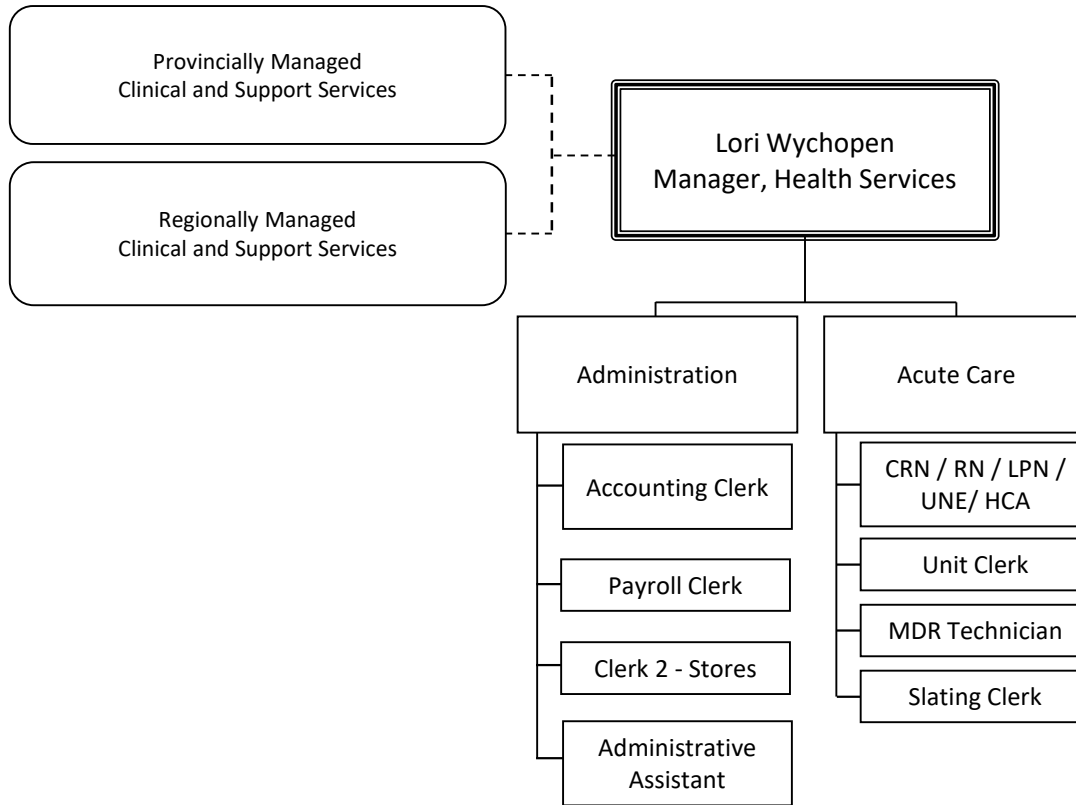 Provincially Managed
Clinical and Support Services
Lori Wychopen
Manager, Health Services
Regionally Managed
Clinical and Support Services
Administration
Acute Care
Accounting Clerk
Payroll Clerk
Clerk 2 - Stores
Administrative
Assistant
CRN / RN / LPN /
UNE/ HCA
Unit Clerk
MDR Technician
Slating Clerk